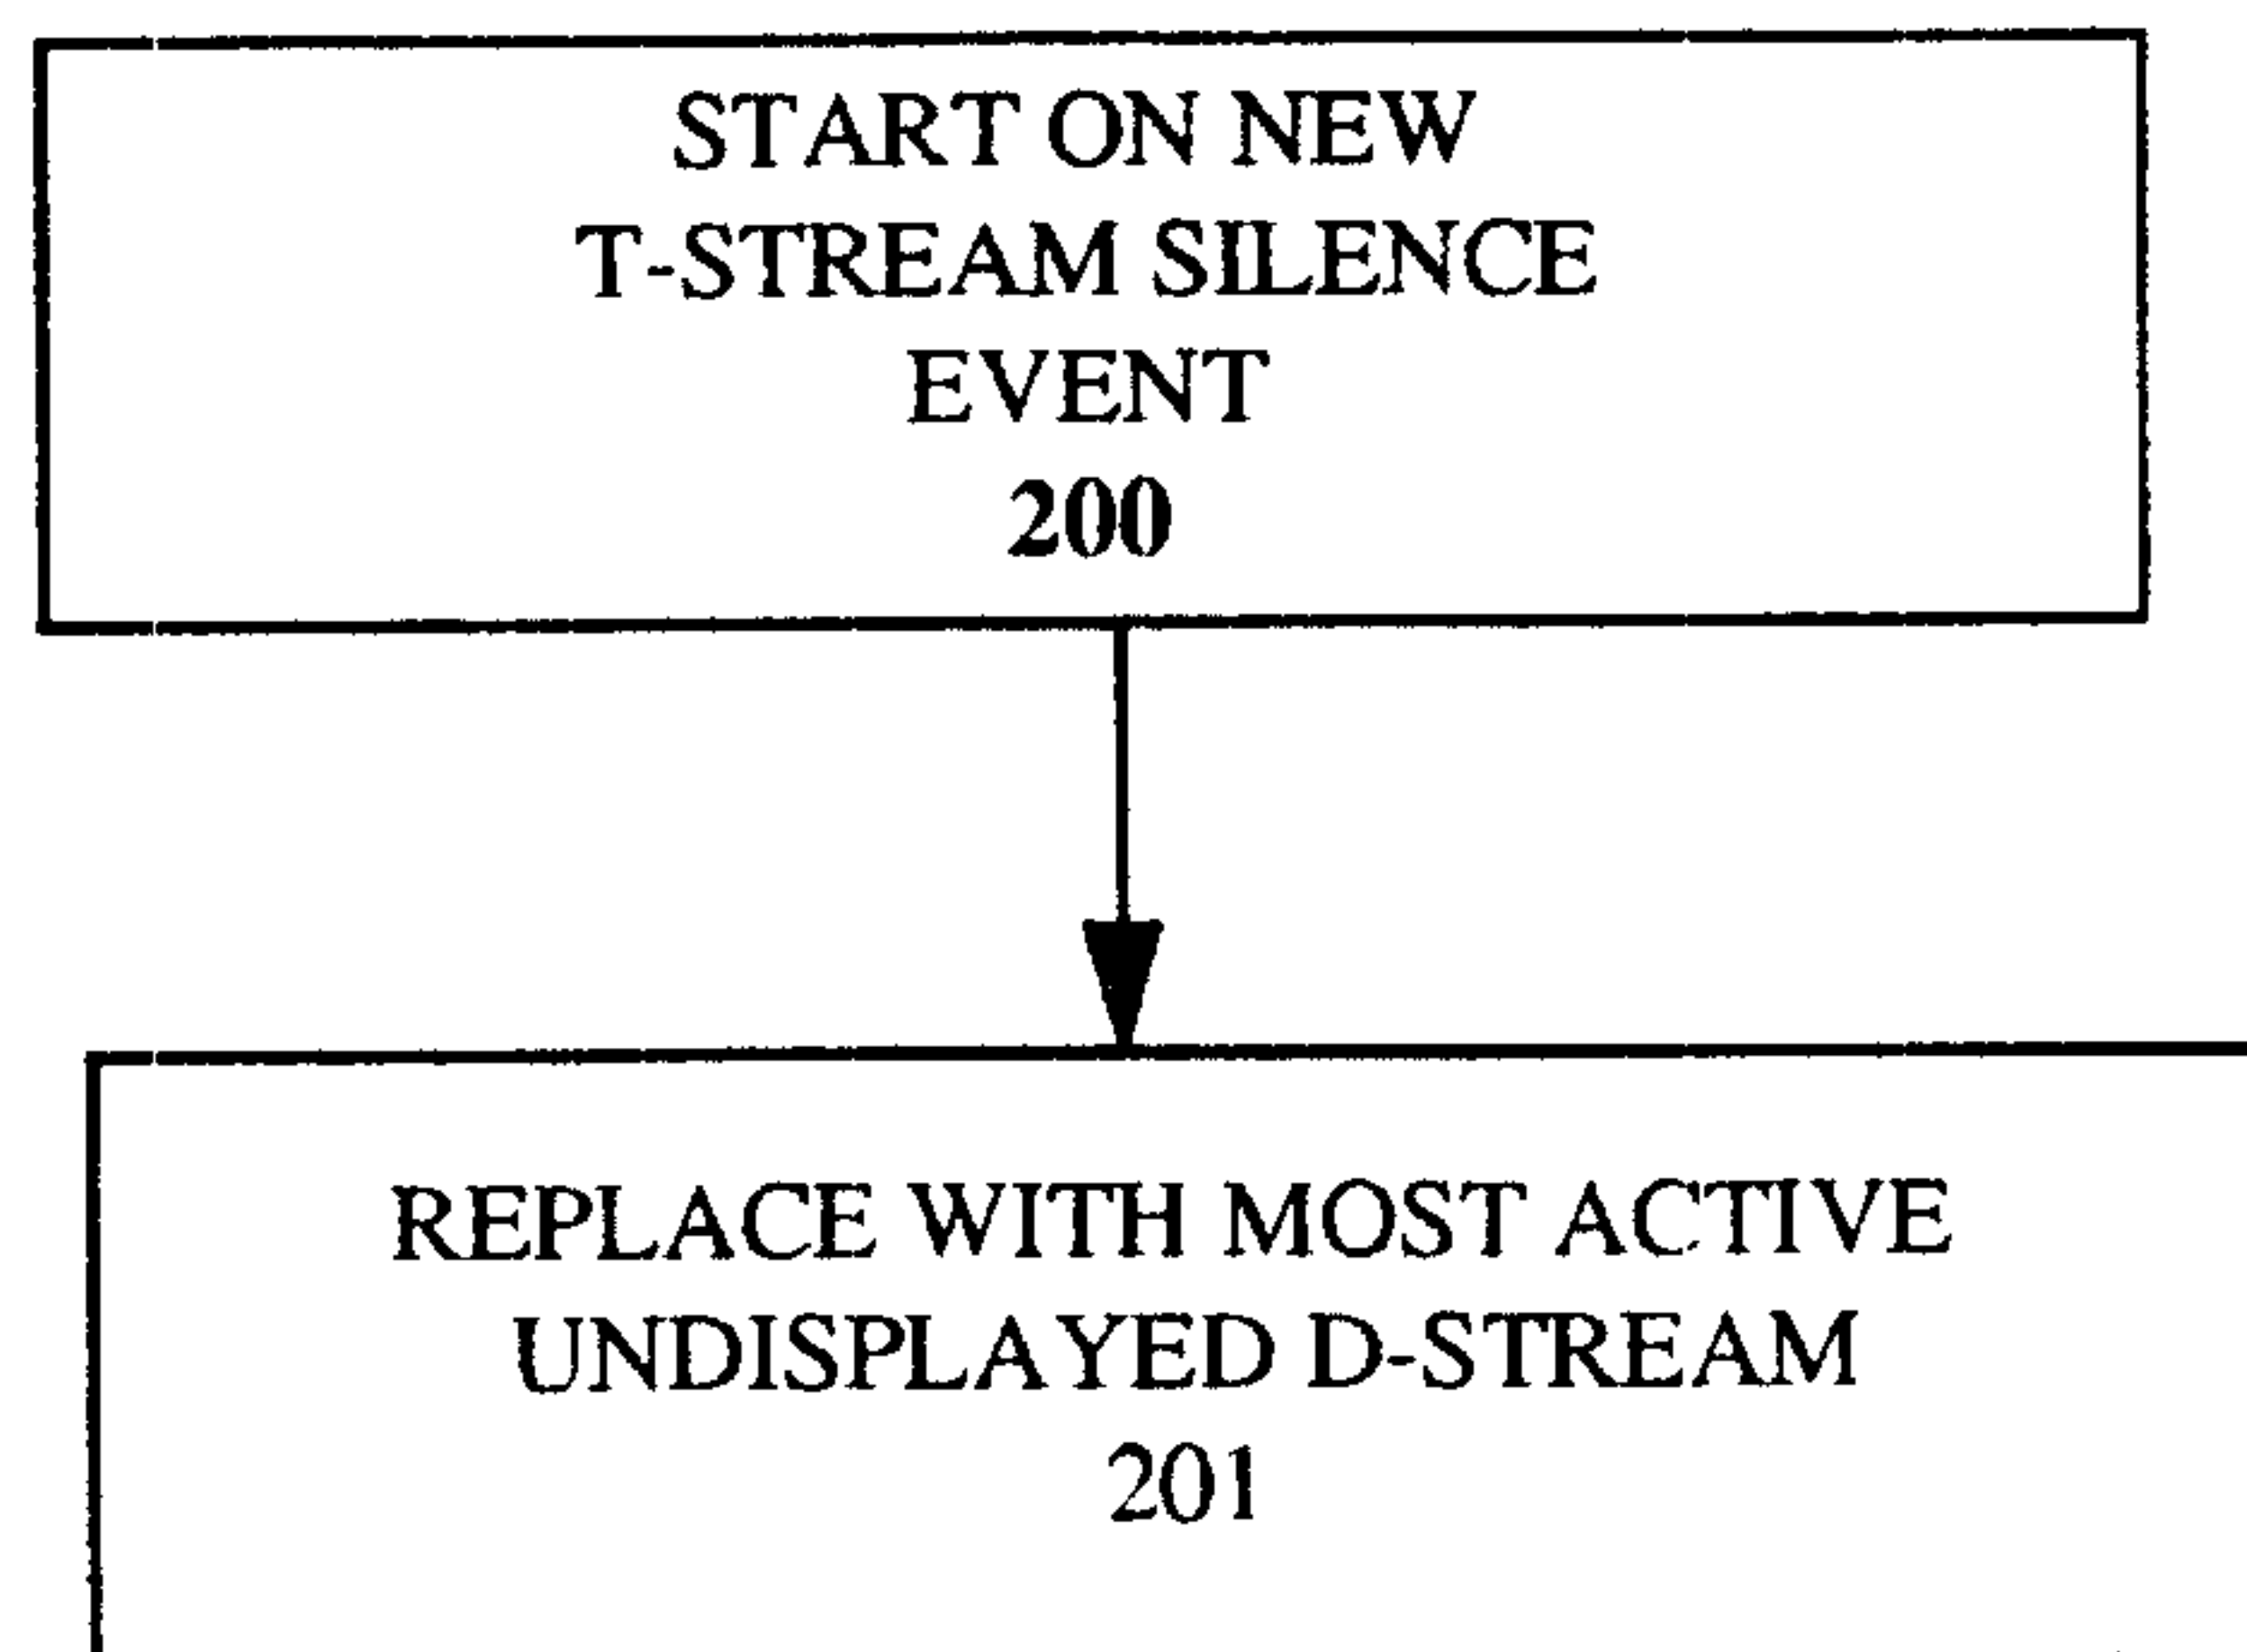 START ON NEW
T-STREAM SILENCE
EVENT
200
REPLACE WITH MOST ACTIVE
UNDISPLAYED D-STREAM
201